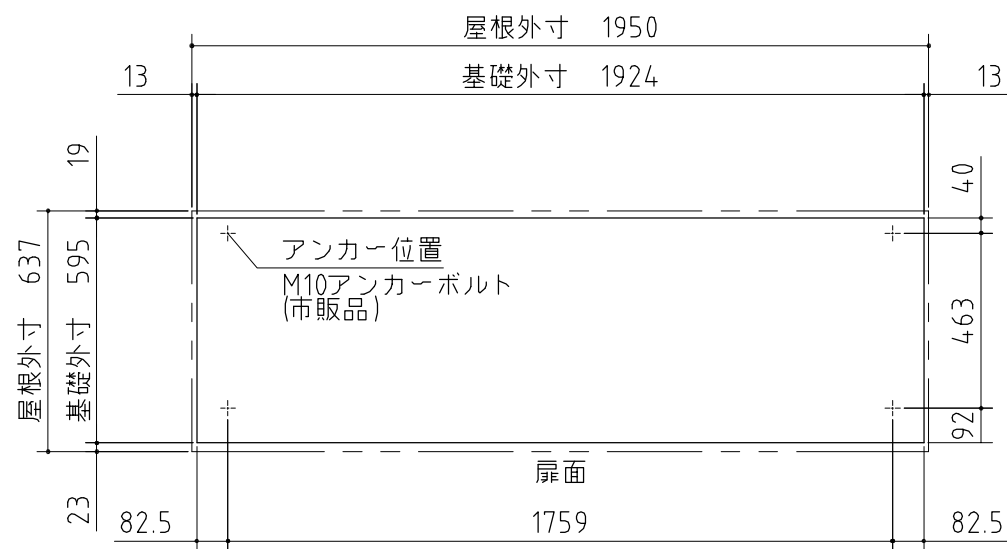 屋根外寸 1950
13
基礎外寸 1924
13
19
40
屋根外寸 637
基礎外寸 595
アンカー位置
M10アンカーボルト
(市販品)
463
92
扉面
23
82.5
1759
82.5